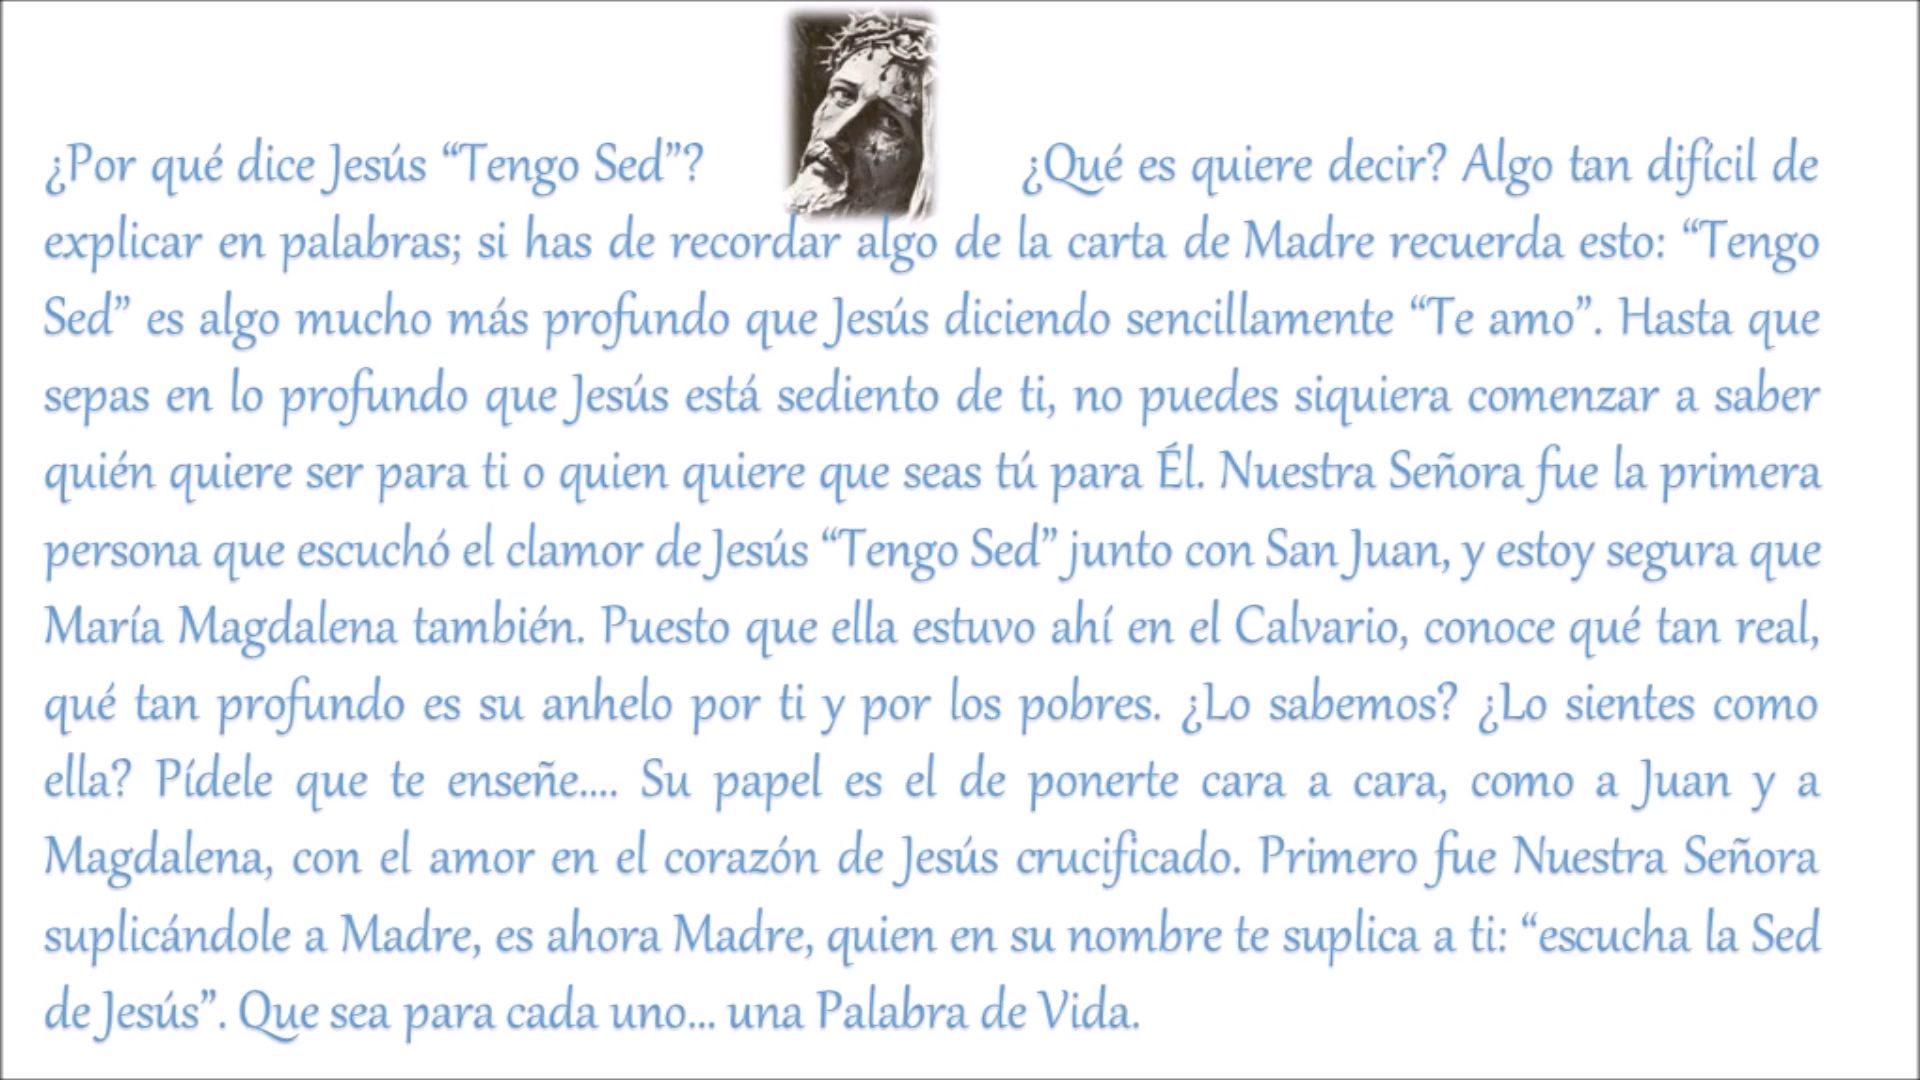 ¿Por qué dice Jesús “Tengo Sed”? ¿Qué es quiere decir? Algo tan difícil de
explicar en palabras; si has de recordar algo de la carta de Madre recuerda esto: “Tengo
Sed” es algo mucho más profundo que Jesús diciendo sencillamente “Te amo”. Hasta que
sepas en lo profundo que Jesús está sediento de ti, no puedes siquiera comenzar a saber
quién quiere ser para ti o quien quiere que seas tú para Él. Nuestra Señora fue la primera
persona que escuchó el clamor de Jesús “Tengo Sed” junto con San Juan, y estoy segura que
María Magdalena también. Puesto que ella estuvo ahí en el Calvario, conoce qué tan real,
qué tan profundo es su anhelo por ti y por los pobres. ¿Lo sabemos? ¿Lo sientes como
ella? Pídele que te enseñe.... Su papel es el de ponerte cara a cara, como a Juan y a
Magdalena, con el amor en el corazón de Jesús crucificado. Primero fue Nuestra Señora
suplicándole a Madre, es ahora Madre, quien en su nombre te suplica a ti: “escucha la Sed
de Jesús”. Que sea para cada uno... una Palabra de Vida.